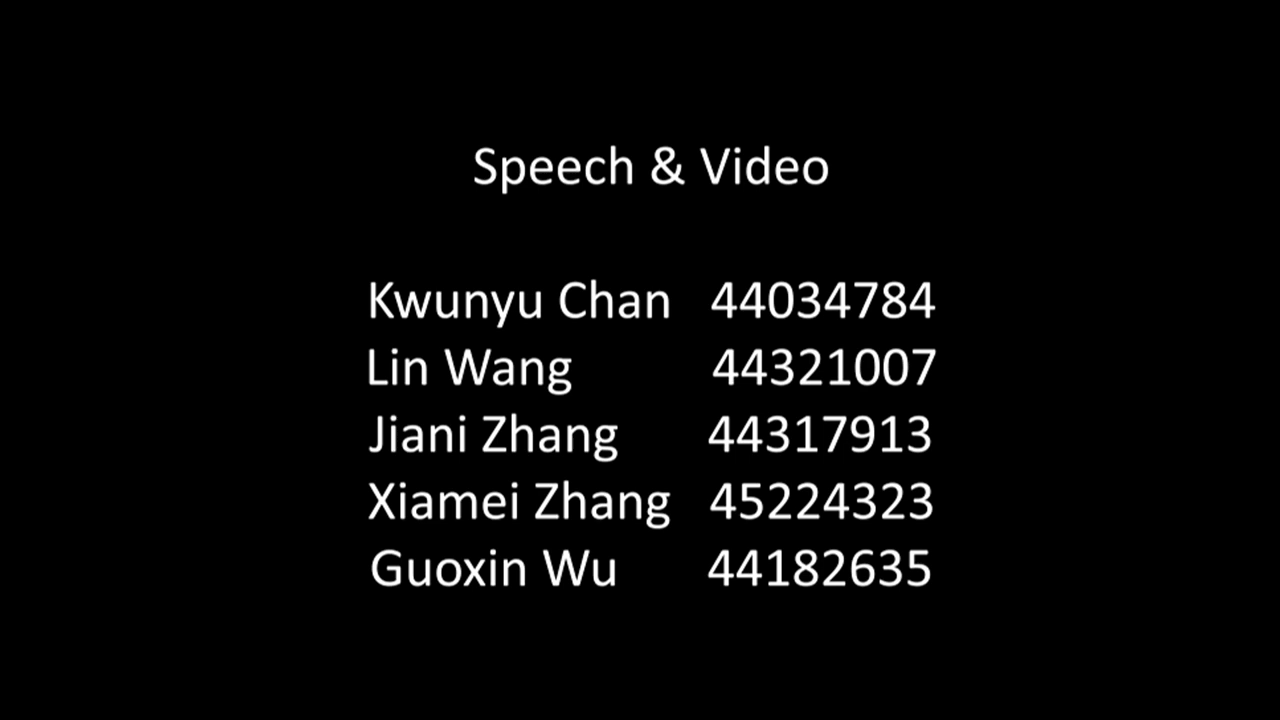 Speech & Video
Kwunyu Chan 44034784
Lin Wang 44321007
Jiani Zhang 44317913
Xiamei Zhang 45224323
Guoxin Wu 44182635